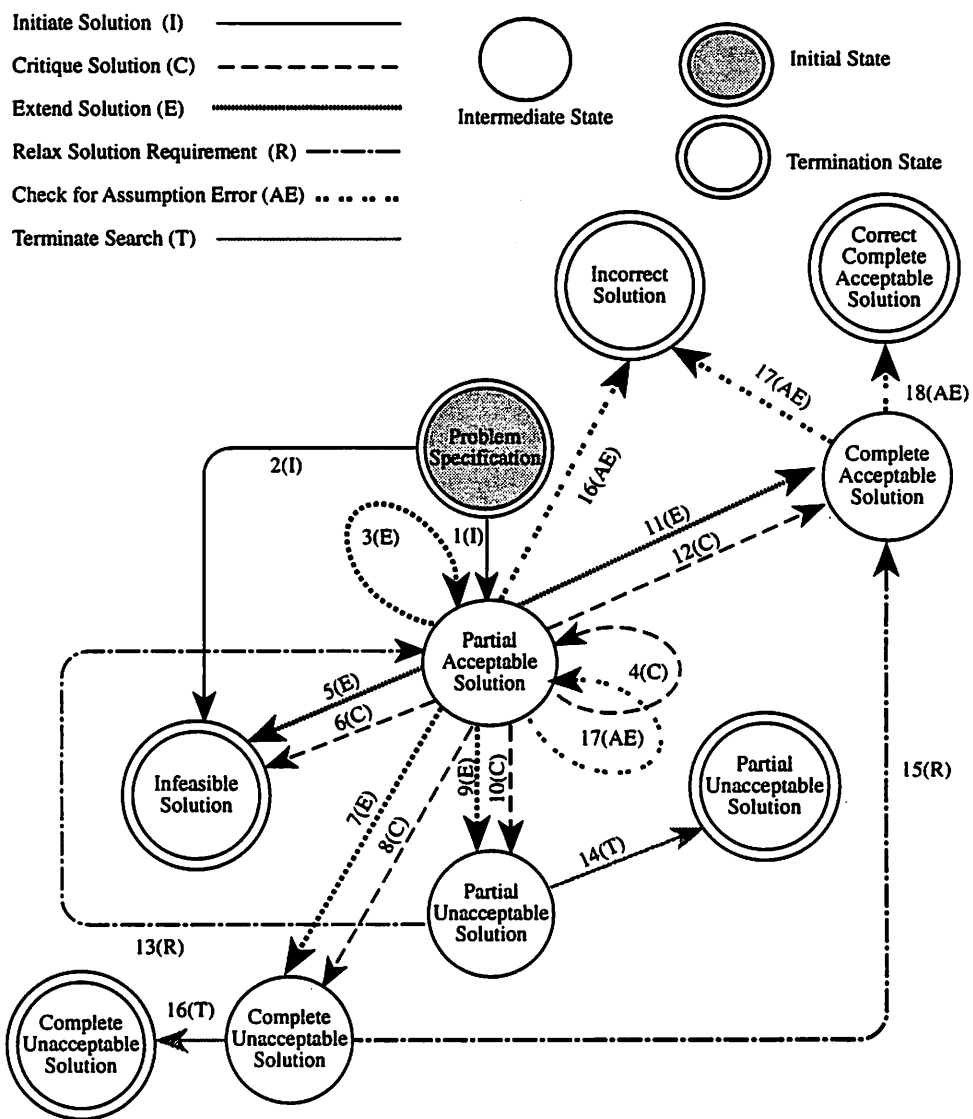 Initiate Solution (I)
Critique Solution (C)
Extend Solution (E)
Relax Solution Requirement (R)
Check for Assumption Error (AE)
Terminate Search (T)
Intermediate State
Initial State
Termination State
Incorrect
Solution
Correct
Complete
Acceptable
Solution
17(AE)
18(AE)
Problem
Specification
Complete
Acceptable
Solution
2(I)
16(AE)
3(E)
1(I)
11(E)
12(C)
Partial
Acceptable
Solution
4(C)
5(E)
6(C)
17(AE)
Infeasible
Solution
7(E)
8(C)
9(E)
10(C)
Partial
Unacceptable
Solution
15(R)
14(T)
Partial
Unacceptable
Solution
13(R)
16(T)
Complete
Unacceptable
Solution
Complete
Unacceptable
Solution